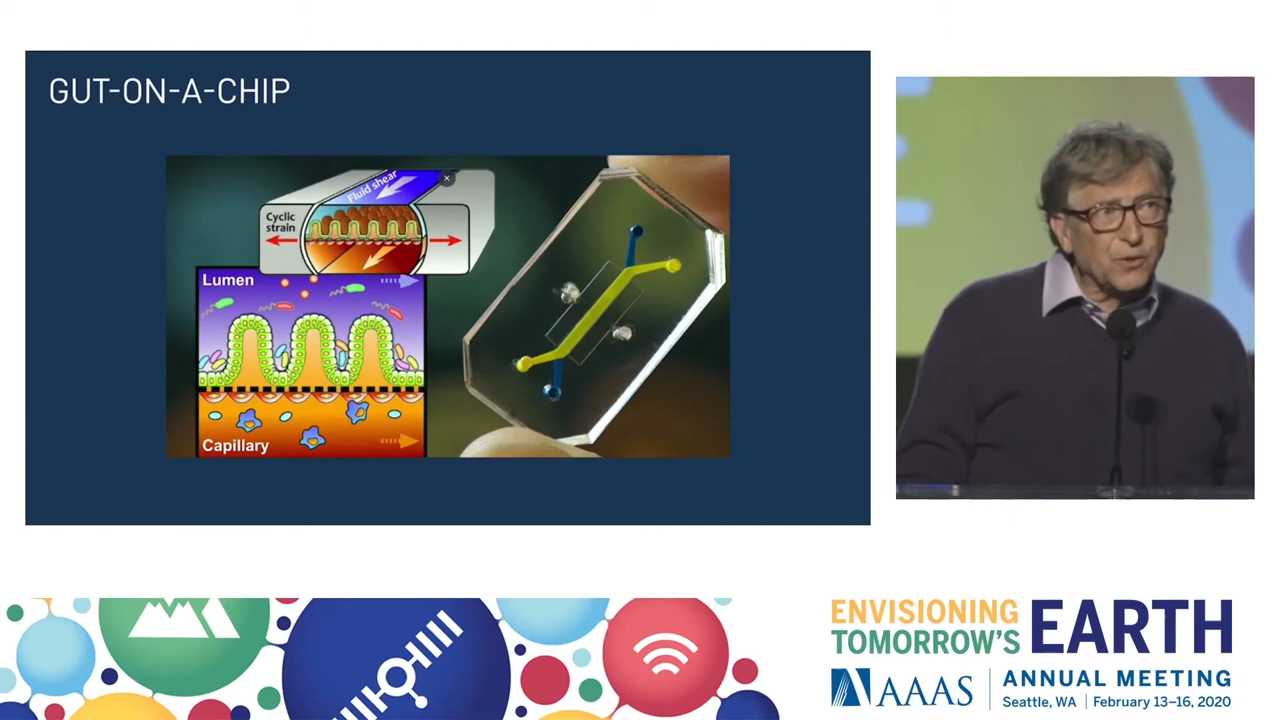 GUT-ON-A-CHIP
Fluid shear
Cyclic
strain
Lumen
Capillary
ENVISIONING
TOMORROW'S
EARTH
AAAS
ANNUAL MEETING
Seattle, WA | February 13–16, 2020